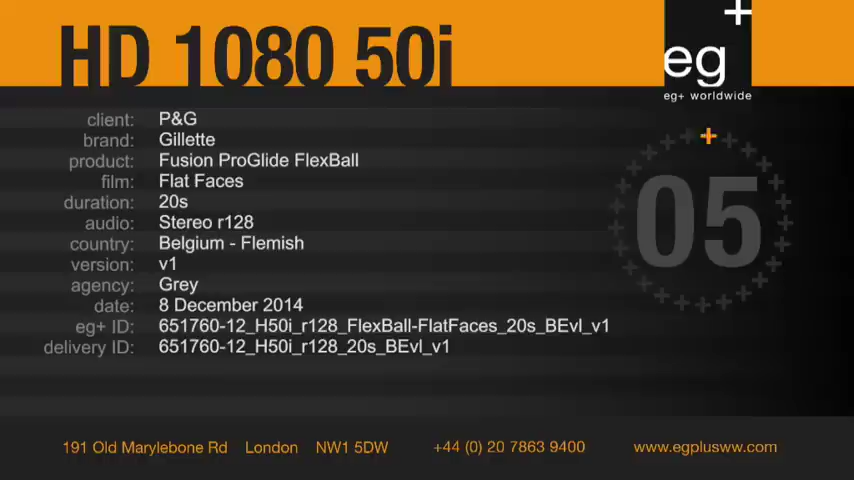 HD 1080 50i
+
eg
eg+ worldwide
client: P&G
brand: Gillette
product: Fusion ProGlide FlexBall
film: Flat Faces
duration: 20s
audio: Stereo r128
country: Belgium - Flemish
version: v1
agency: Grey
date: 8 December 2014
eg+ ID: 651760-12_H50i_r128_FlexBall-FlatFaces_20s_BEvl_v1
delivery ID: 651760-12_H50i_r128_20s_BEvl_v1
05
191 Old Marylebone Rd London NW1 5DW +44 (0) 20 7863 9400 www.egplusww.com